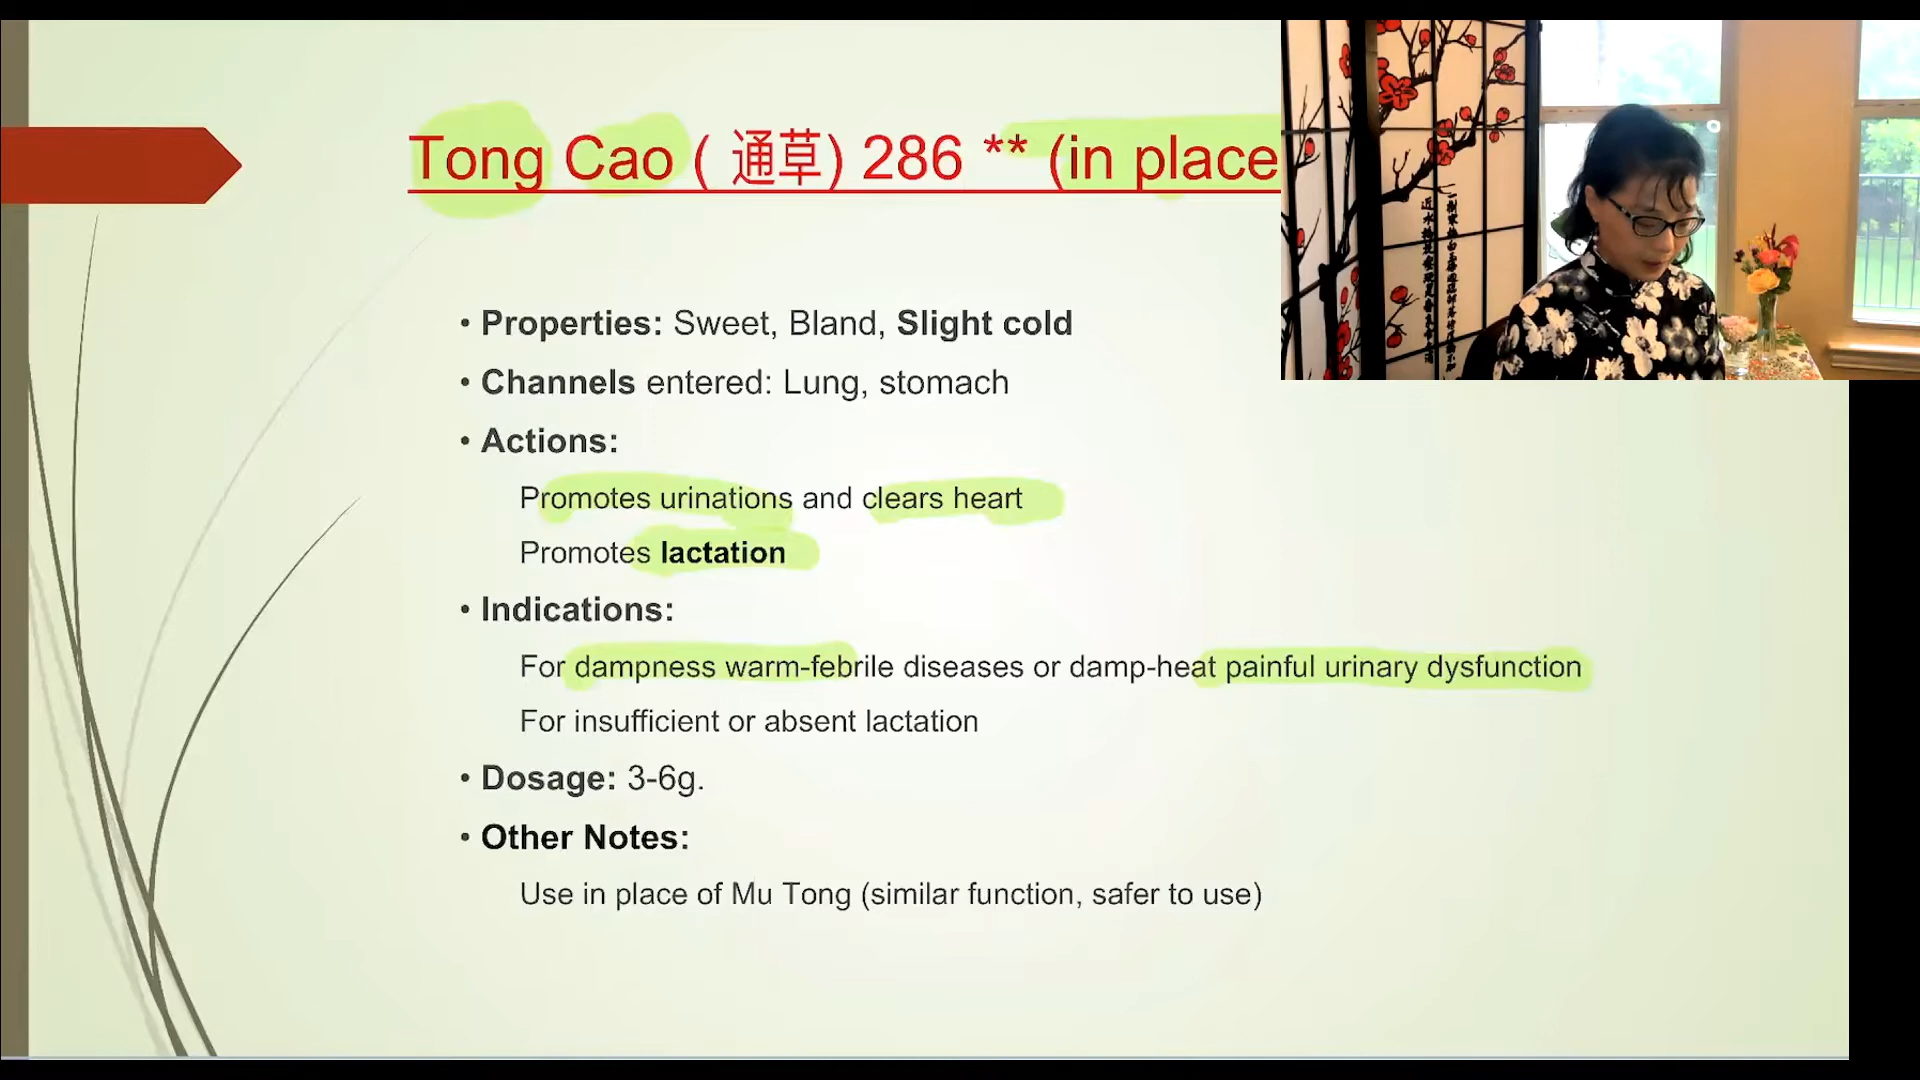 Tong Cao ( 通草) 286 ** (in place
• Properties: Sweet, Bland, Slight cold
• Channels entered: Lung, stomach
• Actions:
Promotes urinations and clears heart
Promotes lactation
• Indications:
For dampness warm-febrile diseases or damp-heat painful urinary dysfunction
For insufficient or absent lactation
• Dosage: 3-6g.
• Other Notes:
Use in place of Mu Tong (similar function, safer to use)